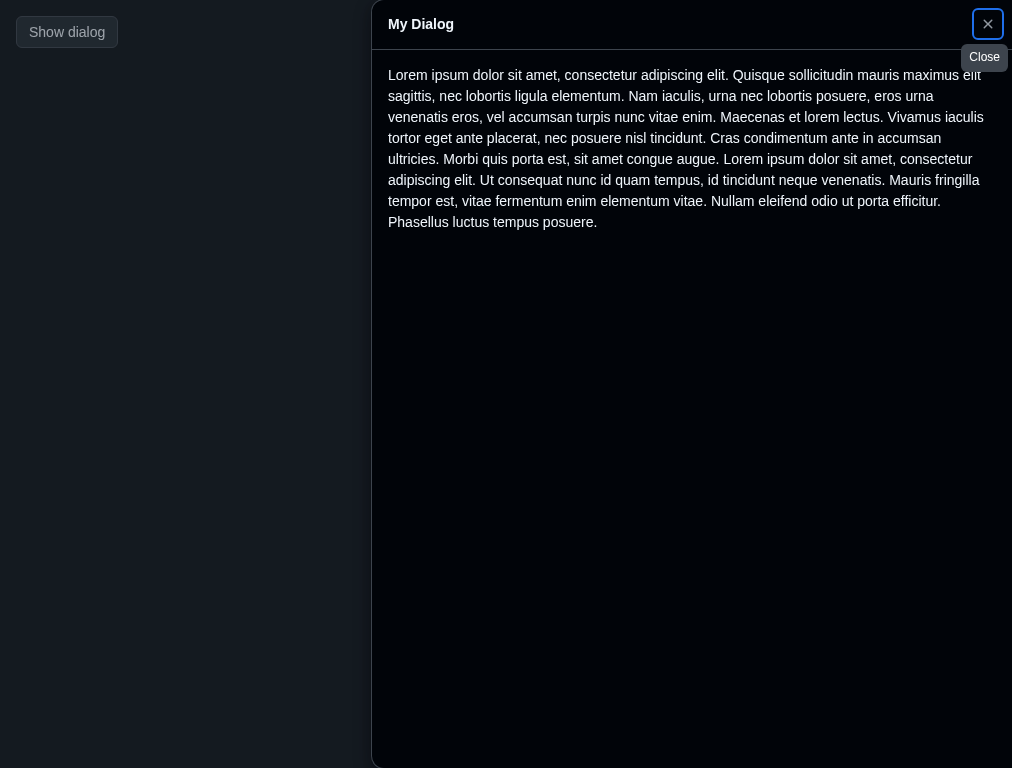 Show dialog
My Dialog
Close
Lorem ipsum dolor sit amet, consectetur adipiscing elit. Quisque sollicitudin mauris maximus elit
sagittis, nec lobortis ligula elementum. Nam iaculis, urna nec lobortis posuere, eros urna
venenatis eros, vel accumsan turpis nunc vitae enim. Maecenas et lorem lectus. Vivamus iaculis
tortor eget ante placerat, nec posuere nisl tincidunt. Cras condimentum ante in accumsan
ultricies. Morbi quis porta est, sit amet congue augue. Lorem ipsum dolor sit amet, consectetur
adipiscing elit. Ut consequat nunc id quam tempus, id tincidunt neque venenatis. Mauris fringilla
tempor est, vitae fermentum enim elementum vitae. Nullam eleifend odio ut porta efficitur.
Phasellus luctus tempus posuere.